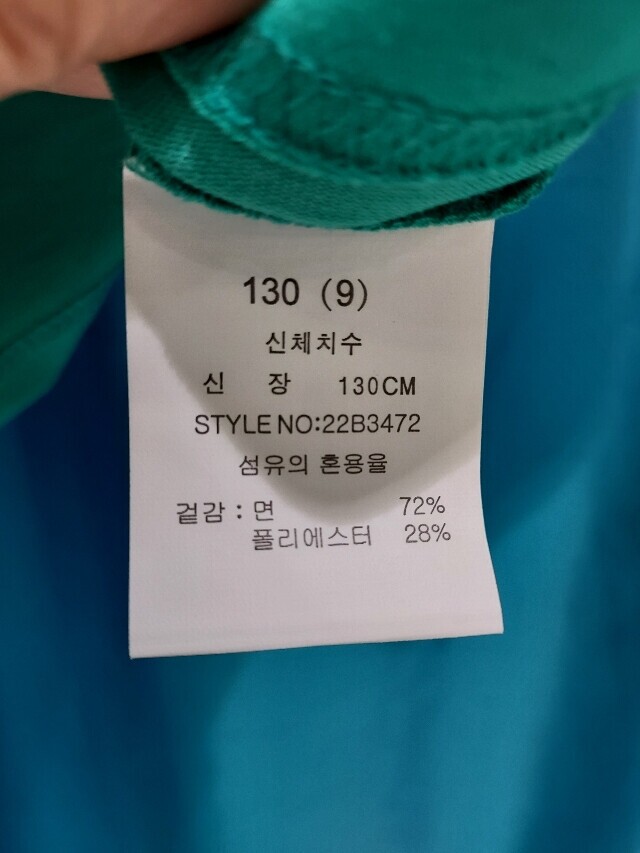 130 (9)
신체치수
신 장 130CM
STYLE NO:22B3472
섬유의 혼용율
겉감 : 면 72%
폴리에스터 28%